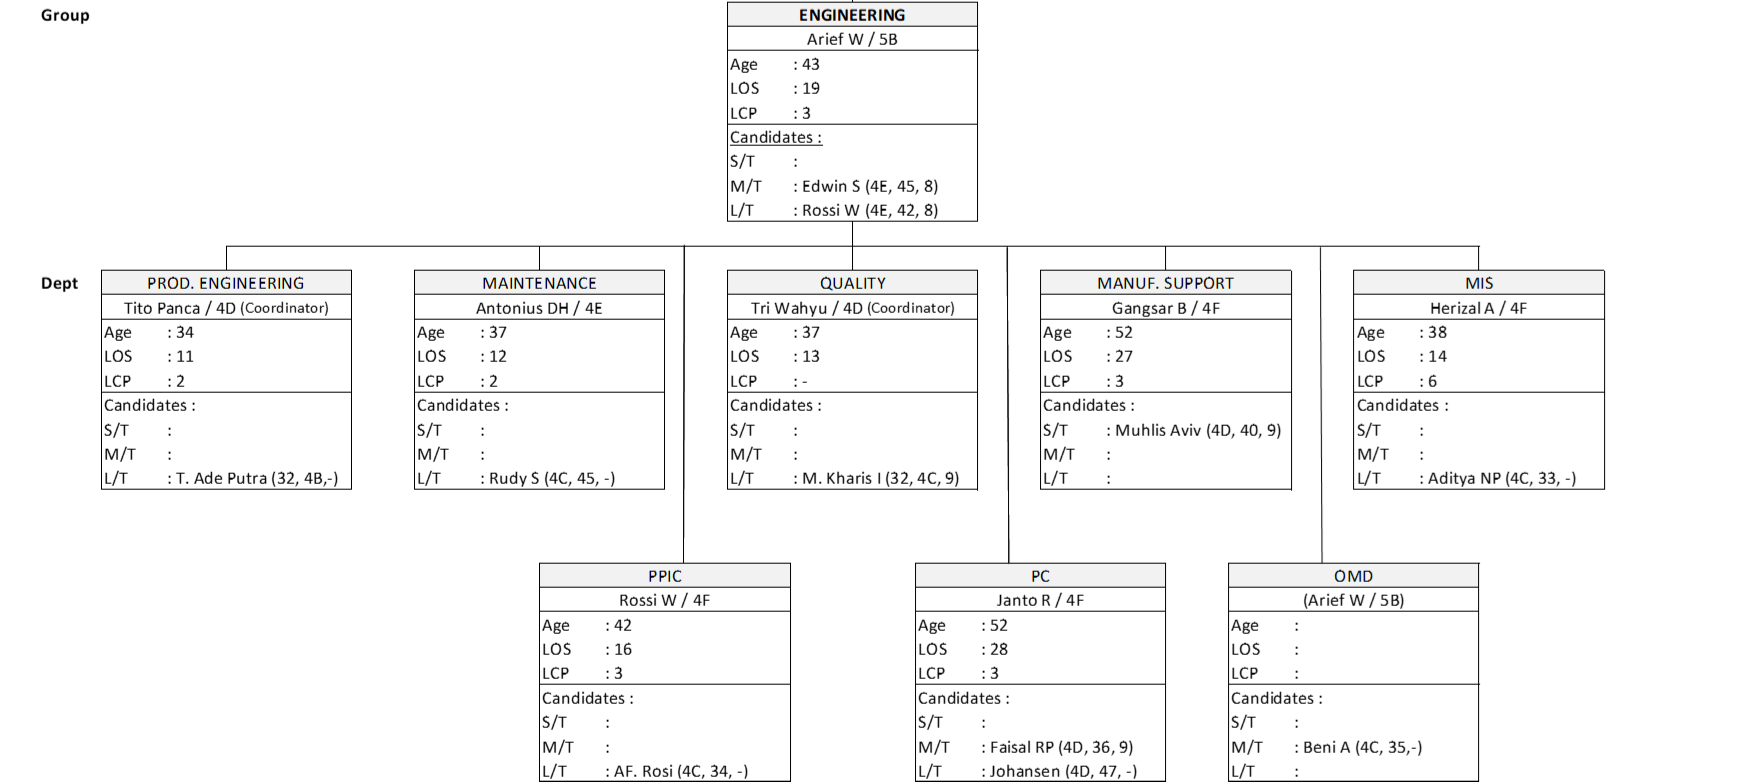 Group
ENGINEERING
Arief W / 5B
Age : 43
LOS : 19
LCP : 3
Candidates :
S/T :
M/T : Edwin S (4E, 45, 8)
L/T : Rossi W (4E, 42, 8)
Dept
PROD. ENGINEERING
Tito Panca / 4D (Coordinator)
Age : 34
LOS : 11
LCP : 2
Candidates :
S/T :
M/T :
L/T : T. Ade Putra (32, 4B,-)
MAINTENANCE
Antonius DH / 4E
Age : 37
LOS : 12
LCP : 2
Candidates :
S/T :
M/T :
L/T : Rudy S (4C, 45, -)
QUALITY
Tri Wahyu / 4D (Coordinator)
Age : 37
LOS : 13
LCP : -
Candidates :
S/T :
M/T :
L/T : M. Kharis I (32, 4C, 9)
MANUF. SUPPORT
Gangsar B / 4F
Age : 52
LOS : 27
LCP : 3
Candidates :
S/T : Muhlis Aviv (4D, 40, 9)
M/T :
L/T :
MIS
Herizal A / 4F
Age : 38
LOS : 14
LCP : 6
Candidates :
S/T :
M/T :
L/T : Aditya NP (4C, 33, -)
PPIC
Rossi W / 4F
Age : 42
LOS : 16
LCP : 3
Candidates :
S/T :
M/T :
L/T : AF. Rosi (4C, 34, -)
PC
Janto R / 4F
Age : 52
LOS : 28
LCP : 3
Candidates :
S/T :
M/T : Faisal RP (4D, 36, 9)
L/T : Johansen (4D, 47, -)
OMD
(Arief W / 5B)
Age :
LOS :
LCP :
Candidates :
S/T :
M/T : Beni A (4C, 35,-)
L/T :